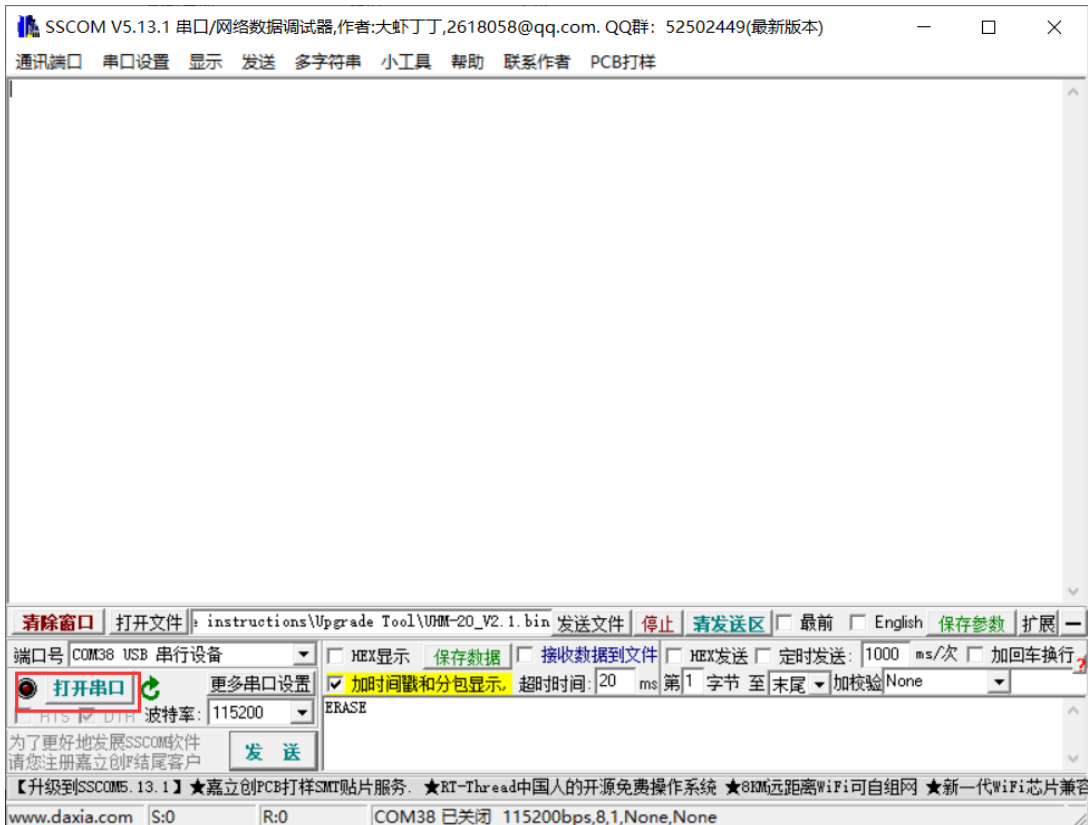 SSCOM V5.13.1 串口/网络数据调试器,作者:大虾丁丁,2618058@qq.com. QQ群: 52502449(最新版本)
通讯端口 串口设置 显示 发送 多字符串 小工具 帮助 联系作者 PCB打样
清除窗口 打开文件 instructions\Upgrade Tool\UHM-20_V2.1.bin 发送文件 停止 清发送区 最前 English 保存参数 扩展 —
端口号 COM38 USB 串行设备 HEX显示 保存数据 接收数据到文件 HEX发送 定时发送: 1000 ms/次 加回车换行 ?
打开串口 更多串口设置 加时间戳和分包显示, 超时时间: 20 ms 第 1 字节 至 末尾 加校验 None
RTS DTR 波特率: 115200 ERASE
为了更好地发展SSCOM软件
请您注册嘉立创F结尾客户 发 送
【升级到SSCOM5.13.1】★嘉立创PCB打样SMT贴片服务. ★RT-Thread中国人的开源免费操作系统 ★8KM远距离WiFi可自组网 ★新一代WiFi芯片兼容
www.daxia.com S:0 R:0 COM38 已关闭 115200bps,8,1,None,None